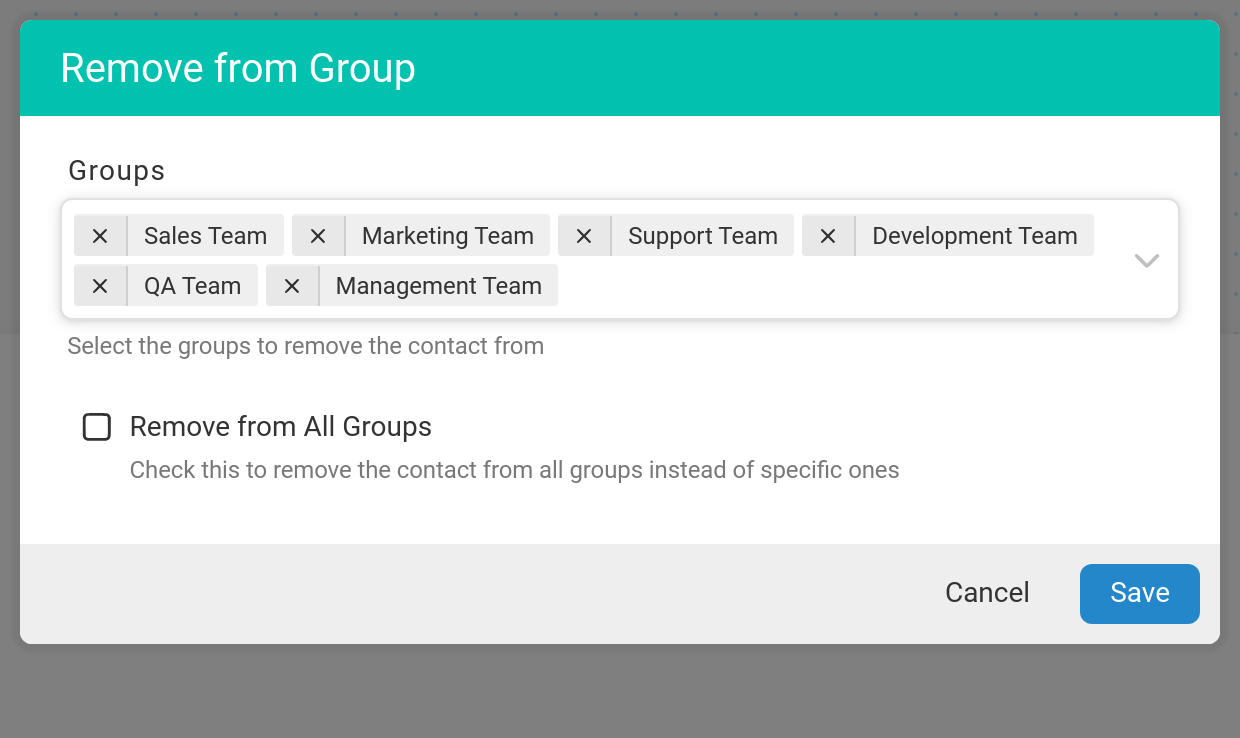 Remove from Group
Groups
Sales Team Marketing Team Support Team Development Team
QA Team Management Team
Select the groups to remove the contact from
Remove from All Groups
Check this to remove the contact from all groups instead of specific ones
Cancel Save